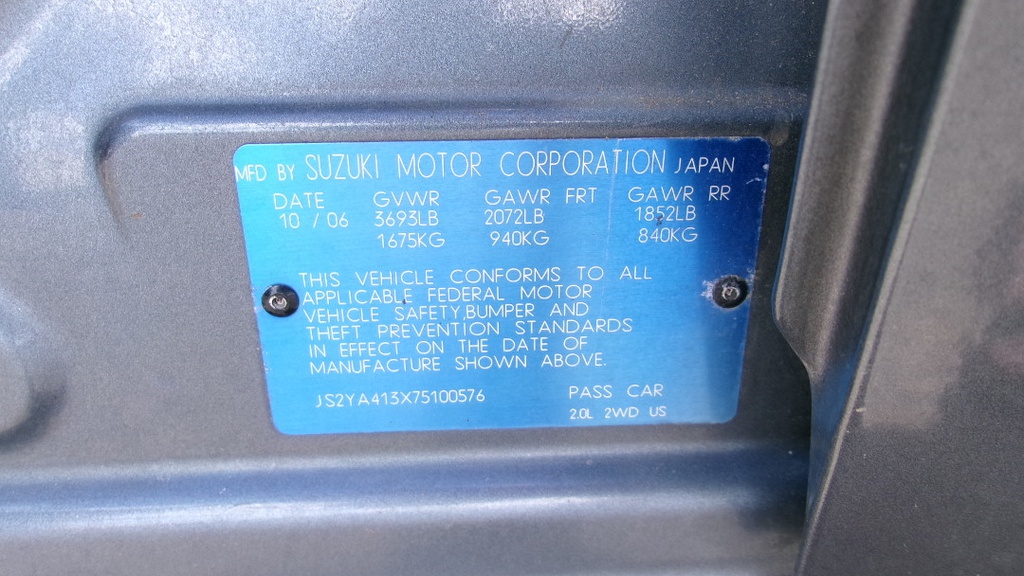 MFD BY SUZUKI MOTOR CORPORATION JAPAN
DATE GVWR GAWR FRT GAWR RR
10 / 06 3693LB 2072LB 1852LB
1675KG 940KG 840KG
THIS VEHICLE CONFORMS TO ALL
APPLICABLE FEDERAL MOTOR
VEHICLE SAFETY,BUMPER AND
THEFT PREVENTION STANDARDS
IN EFFECT ON THE DATE OF
MANUFACTURE SHOWN ABOVE.
JS2YA413X75100576 PASS CAR
2.0L 2WD US